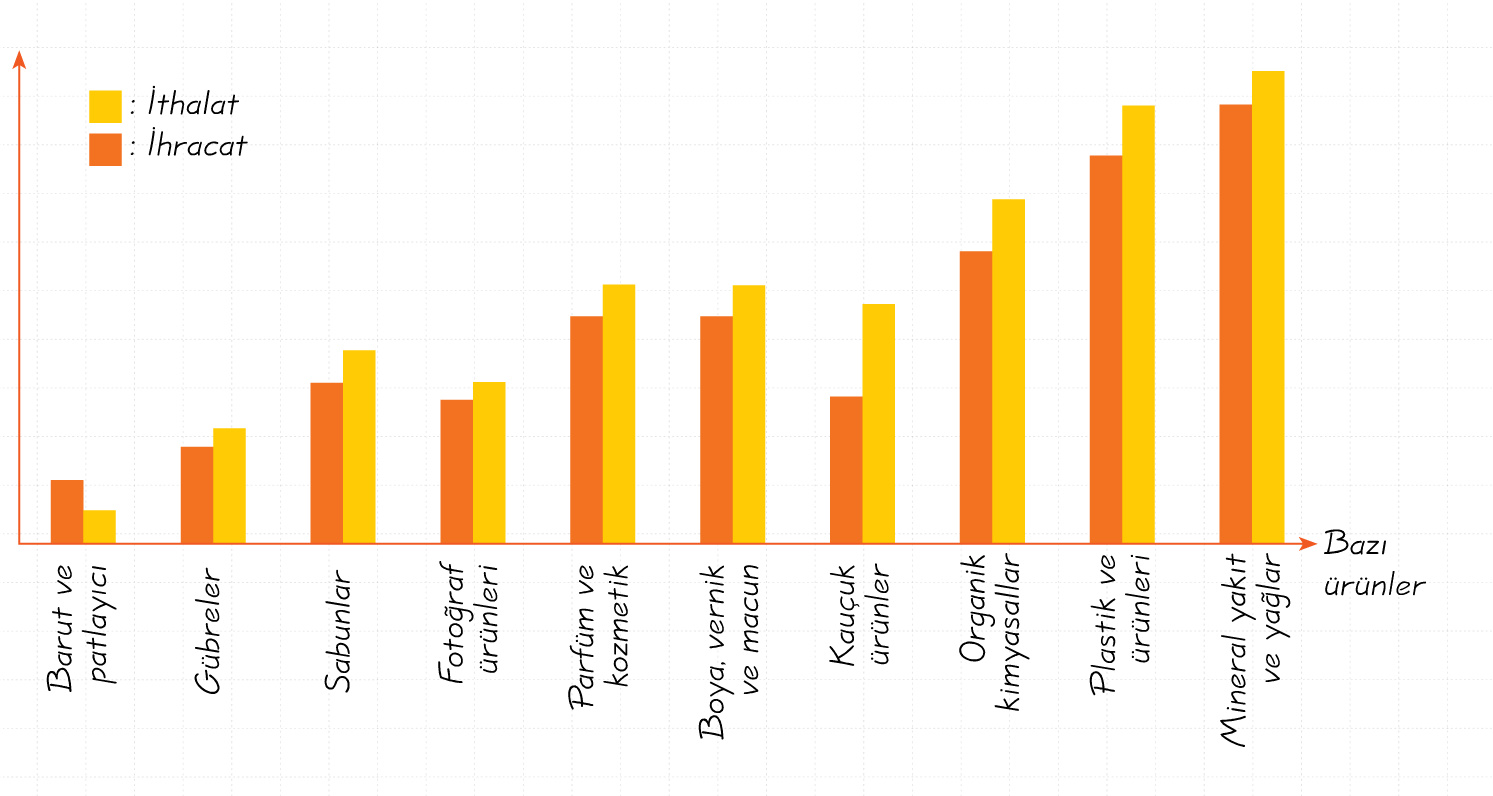 : İthalat
: İhracat
Barut ve
patlayıcı
Gübreler
Sabunlar
Fotoğraf
ürünleri
Parfüm ve
kozmetik
Boya, vernik
ve macun
Kauçuk
ürünler
Organik
kimyasallar
Plastik ve
ürünleri
Mineral yakıt
ve yağlar
Bazı
ürünler